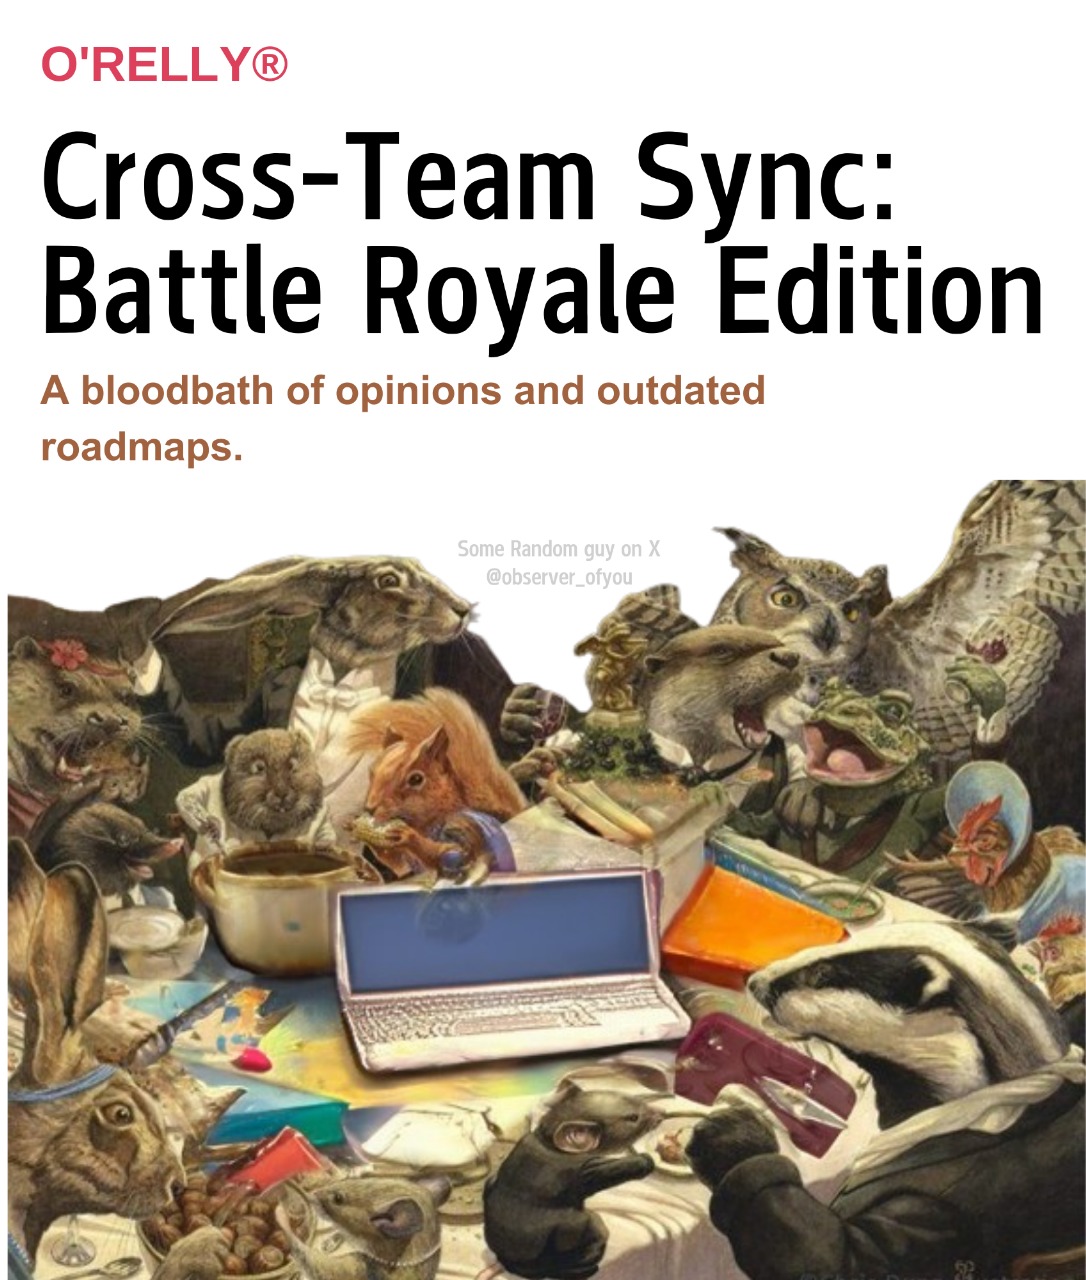 O'RELLY®
Cross-Team Sync:
Battle Royale Edition
A bloodbath of opinions and outdated
roadmaps.
Some Random guy on X
@observer_ofyou